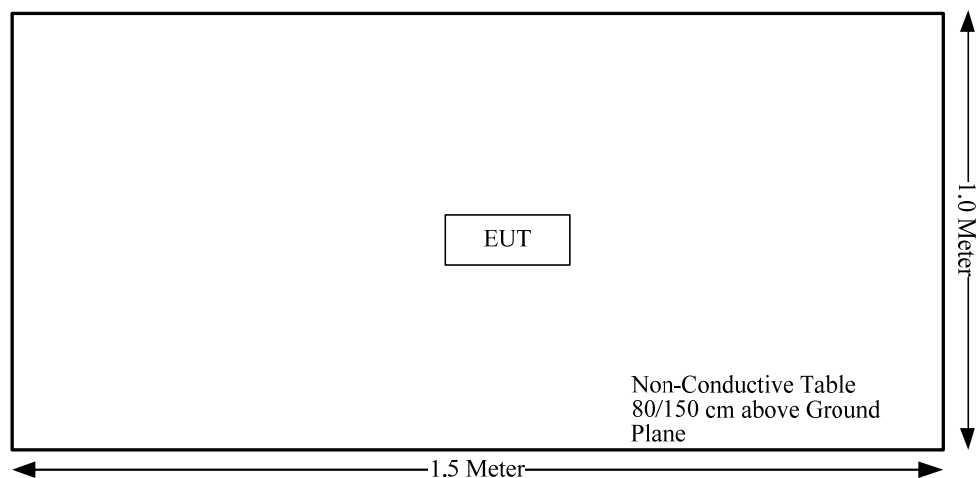 EUT
1.0 Meter
Non-Conductive Table
80/150 cm above Ground
Plane
1.5 Meter